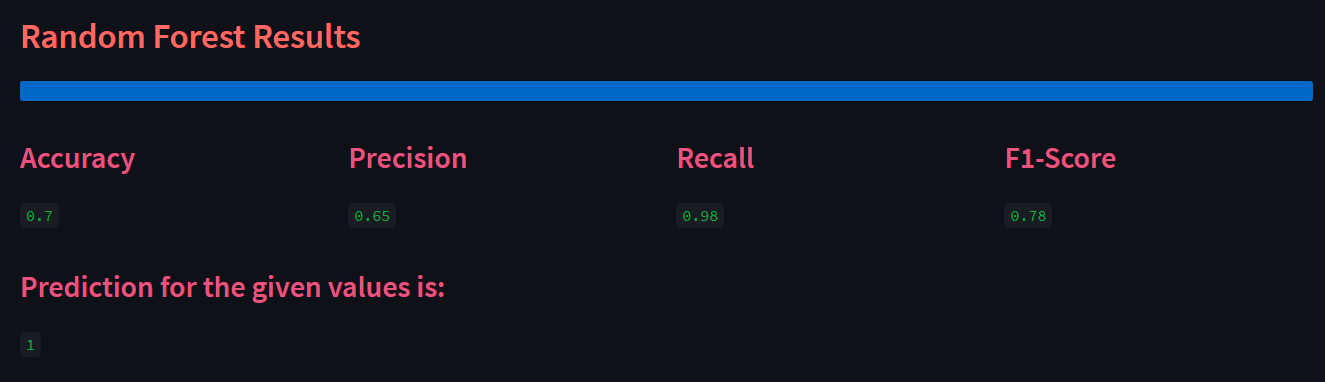 Random Forest Results
Accuracy Precision Recall F1-Score
0.7 0.65 0.98 0.78
Prediction for the given values is:
1